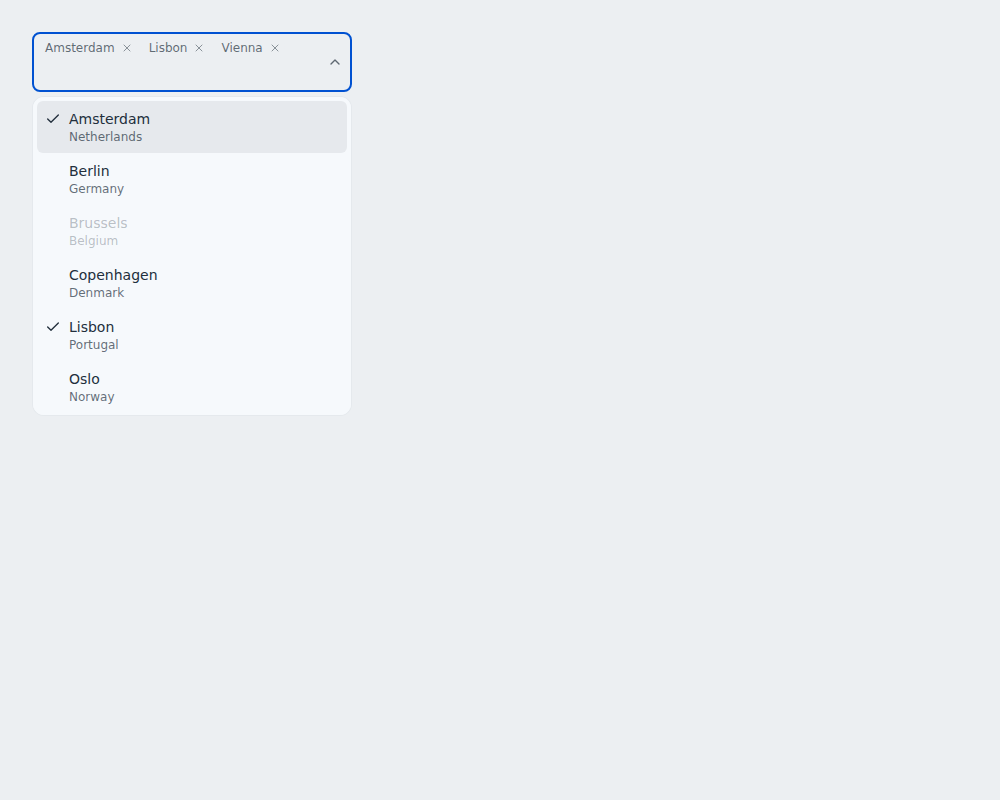 Amsterdam Lisbon Vienna
Amsterdam
Netherlands
Berlin
Germany
Brussels
Belgium
Copenhagen
Denmark
Lisbon
Portugal
Oslo
Norway